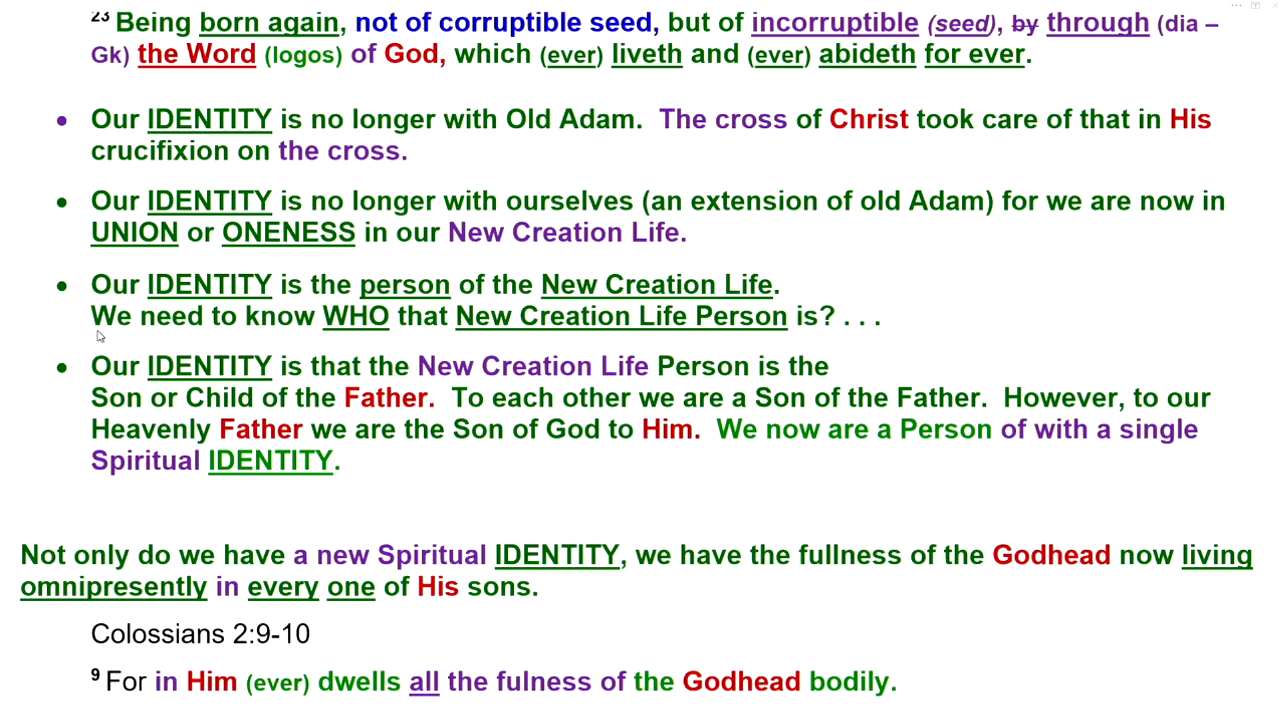 23 Being born again, not of corruptible seed, but of incorruptible (seed), by through (dia –
Gk) the Word (logos) of God, which (ever) liveth and (ever) abideth for ever.
• Our IDENTITY is no longer with Old Adam. The cross of Christ took care of that in His
crucifixion on the cross.
• Our IDENTITY is no longer with ourselves (an extension of old Adam) for we are now in
UNION or ONENESS in our New Creation Life.
• Our IDENTITY is the person of the New Creation Life.
We need to know WHO that New Creation Life Person is? . . .
• Our IDENTITY is that the New Creation Life Person is the
Son or Child of the Father. To each other we are a Son of the Father. However, to our
Heavenly Father we are the Son of God to Him. We now are a Person of with a single
Spiritual IDENTITY.
Not only do we have a new Spiritual IDENTITY, we have the fullness of the Godhead now living
omnipresently in every one of His sons.
Colossians 2:9-10
9 For in Him (ever) dwells all the fulness of the Godhead bodily.